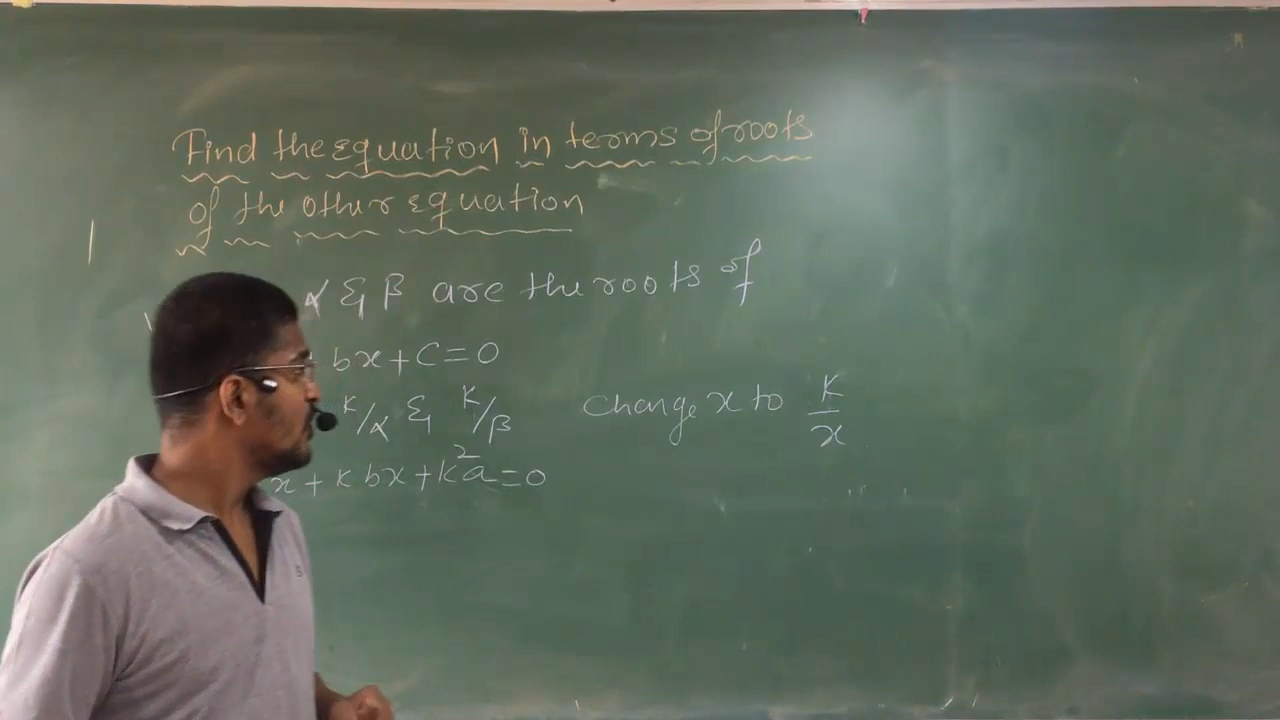 Find the equation in terms of roots
of the other equation
α & β are the roots of
bx + c = 0
K/α & K/β
change x to K/x
x + K bx + K²a = 0